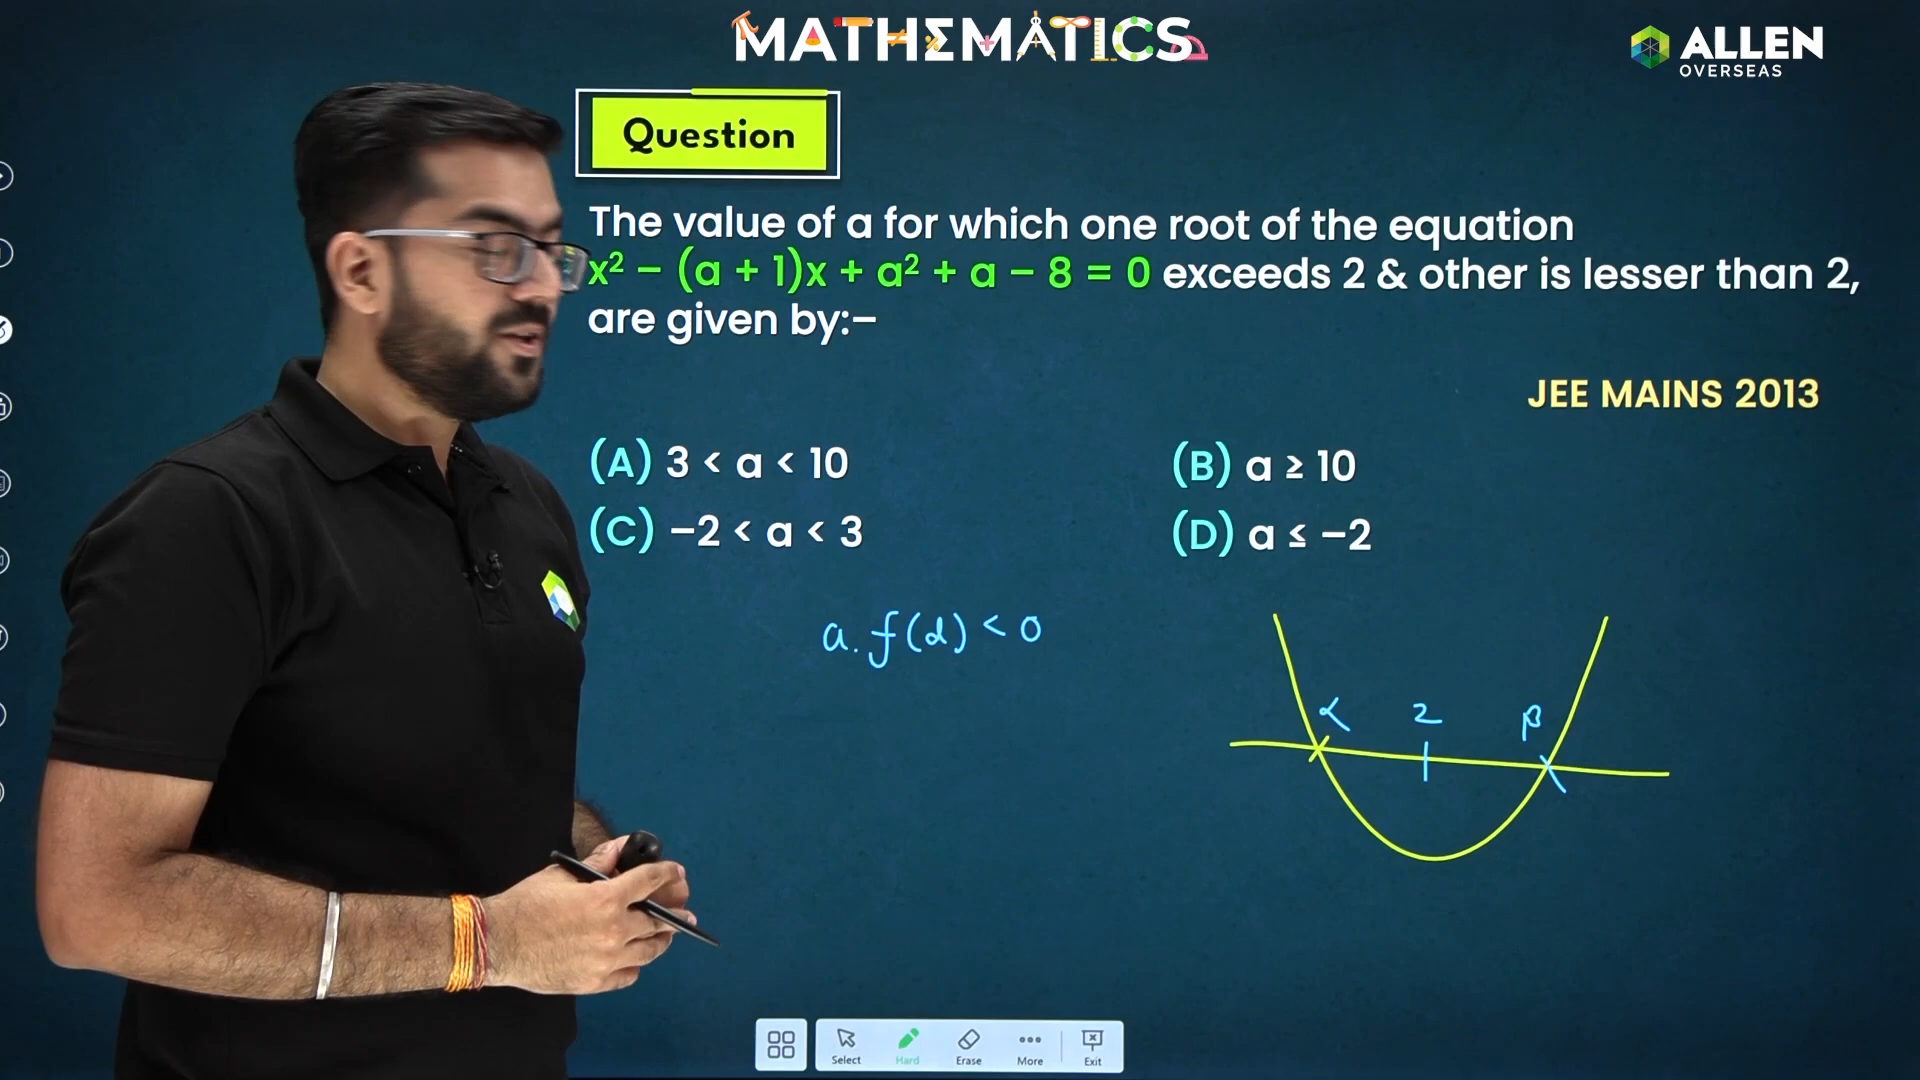 MATHEMATICS
ALLEN
OVERSEAS
Question
The value of a for which one root of the equation
x² – (a + 1)x + a² + a – 8 = 0 exceeds 2 & other is lesser than 2,
are given by:–
JEE MAINS 2013
(A) 3 < a < 10
(B) a ≥ 10
(C) –2 < a < 3
(D) a ≤ –2
a. f(d) < 0
α 2 β
Select
Hard
Erase
More
Exit